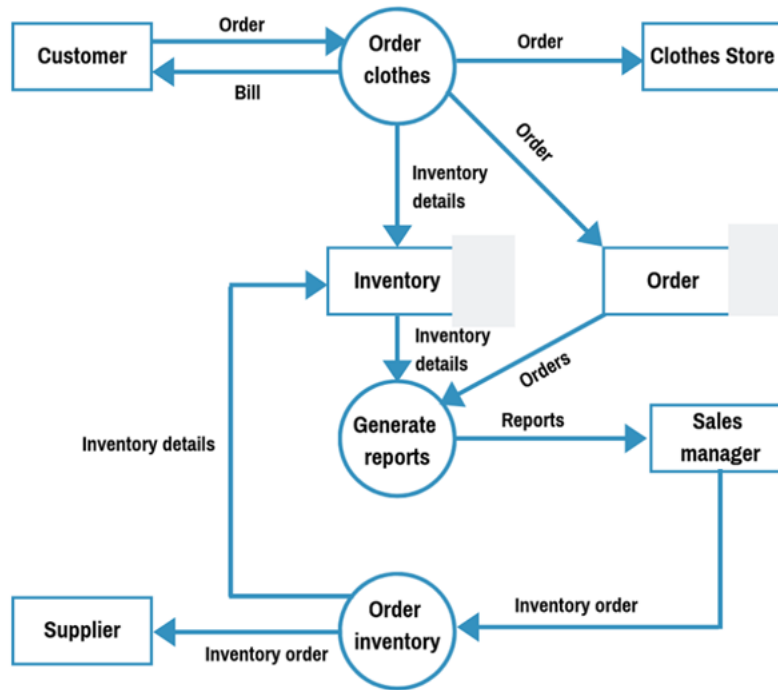 Order
Customer
Bill
Order
clothes
Order
Clothes Store
Order
Inventory
details
Inventory
Order
Inventory
details
Orders
Generate
reports
Reports
Sales
manager
Inventory details
Inventory order
Order
inventory
Supplier
Inventory order